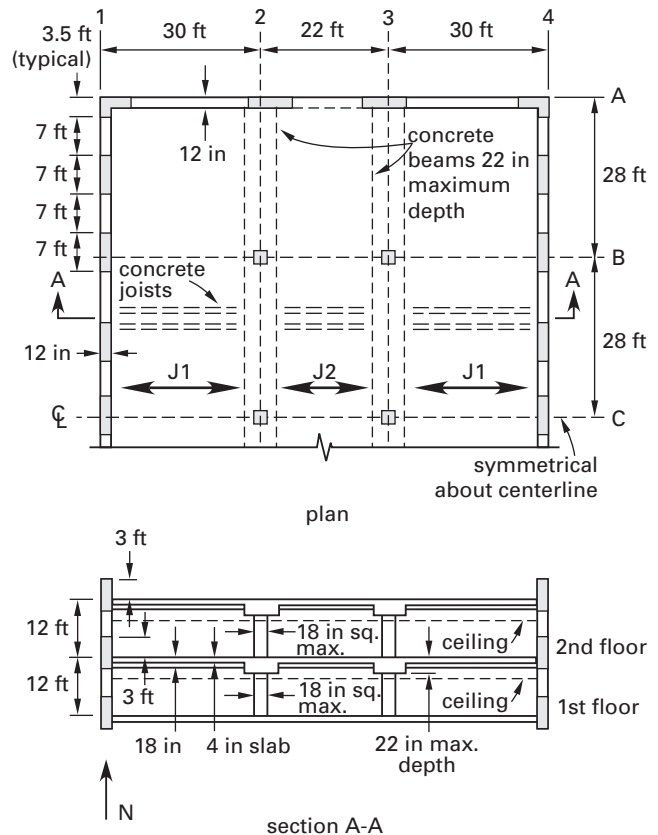 1
2
3
4
3.5 ft
(typical)
30 ft
22 ft
30 ft
A
7 ft
7 ft
7 ft
7 ft
12 in
concrete
beams 22 in
maximum
depth
28 ft
B
A
concrete
joists
A
12 in
28 ft
J1
J2
J1
℄
C
symmetrical
about centerline
plan
3 ft
12 ft
18 in sq.
max.
ceiling
2nd floor
12 ft
3 ft
18 in sq.
max.
ceiling
1st floor
18 in
4 in slab
22 in max.
depth
N
section A-A